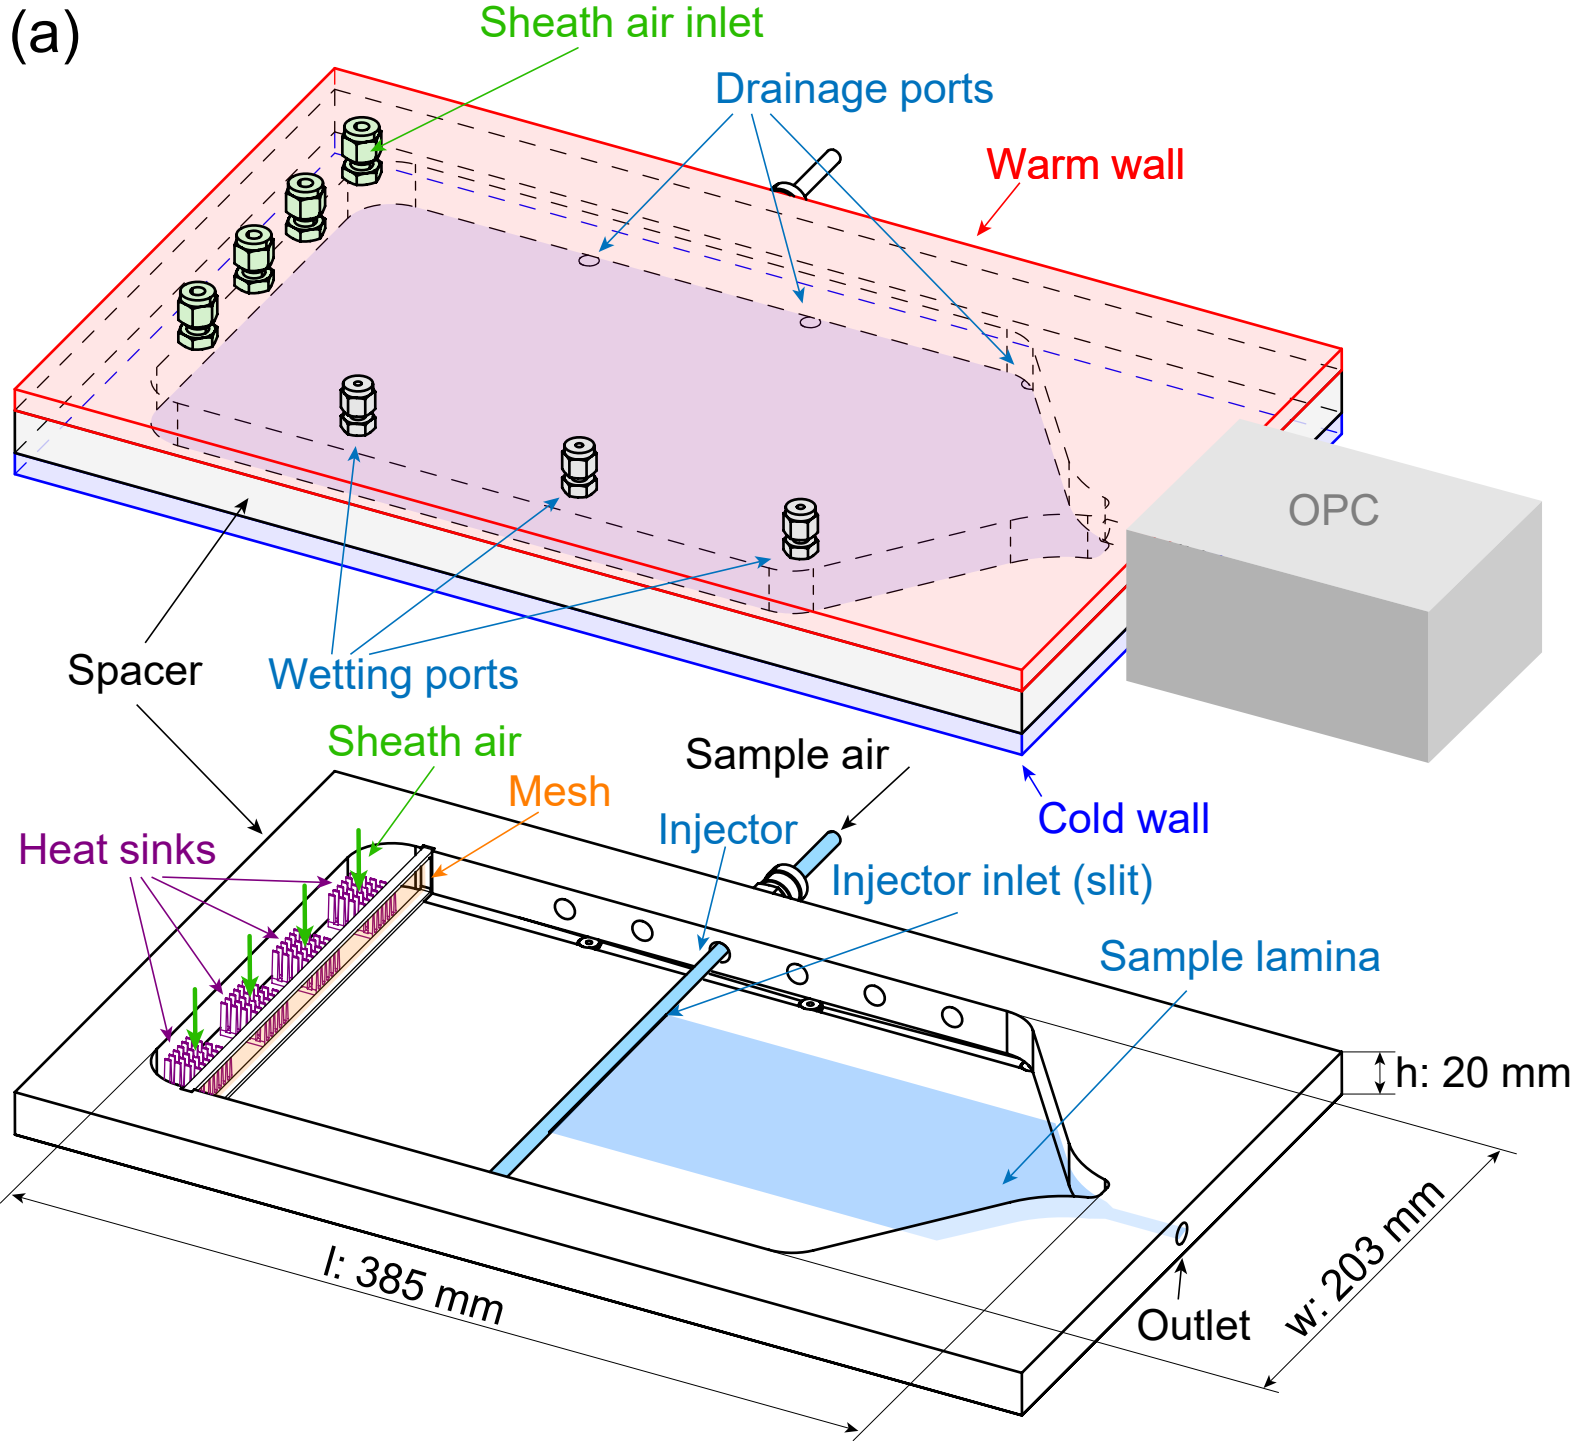 (a)
Sheath air inlet
Drainage ports
Warm wall
OPC
Spacer
Wetting ports
Sheath air
Sample air
Mesh
Cold wall
Heat sinks
Injector
Injector inlet (slit)
Sample lamina
h: 20 mm
l: 385 mm
w: 203 mm
Outlet